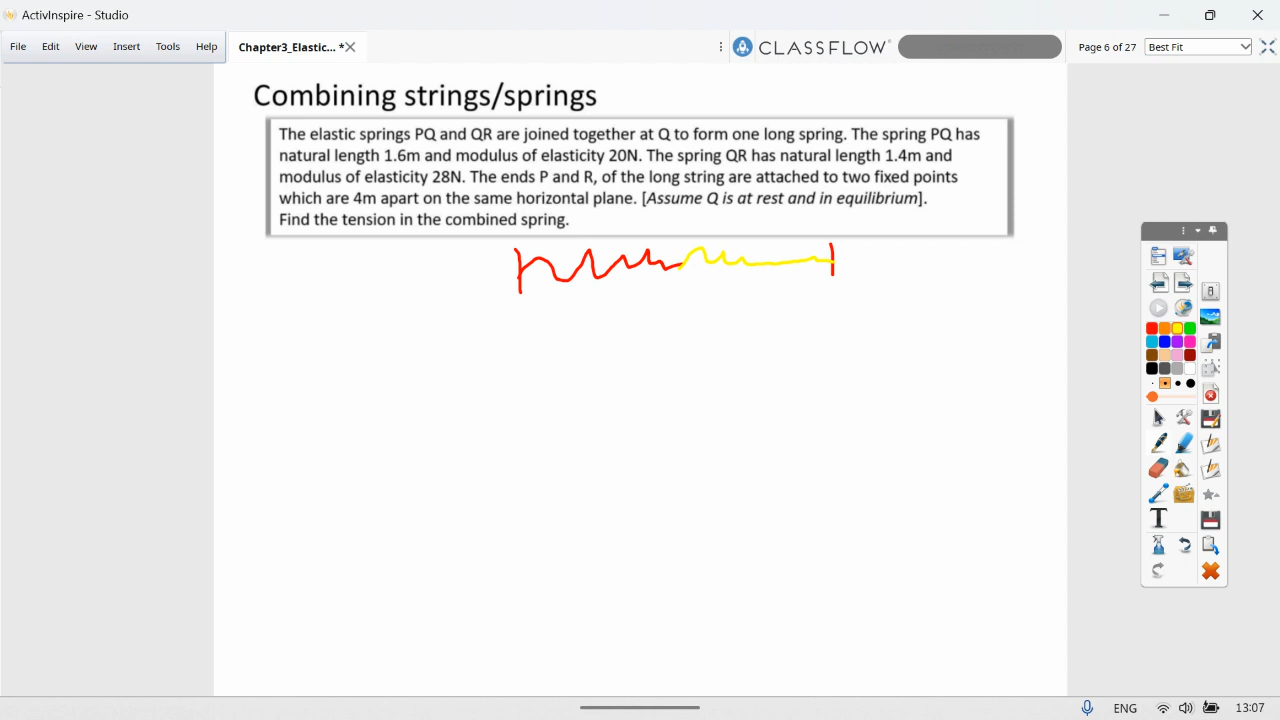 ActivInspire - Studio
File Edit View Insert Tools Help
Chapter3_Elastic... *
CLASSFLOW
Page 6 of 27
Best Fit
Combining strings/springs
The elastic springs PQ and QR are joined together at Q to form one long spring. The spring PQ has
natural length 1.6m and modulus of elasticity 20N. The spring QR has natural length 1.4m and
modulus of elasticity 28N. The ends P and R, of the long string are attached to two fixed points
which are 4m apart on the same horizontal plane. [Assume Q is at rest and in equilibrium].
Find the tension in the combined spring.
T
ENG
13:07